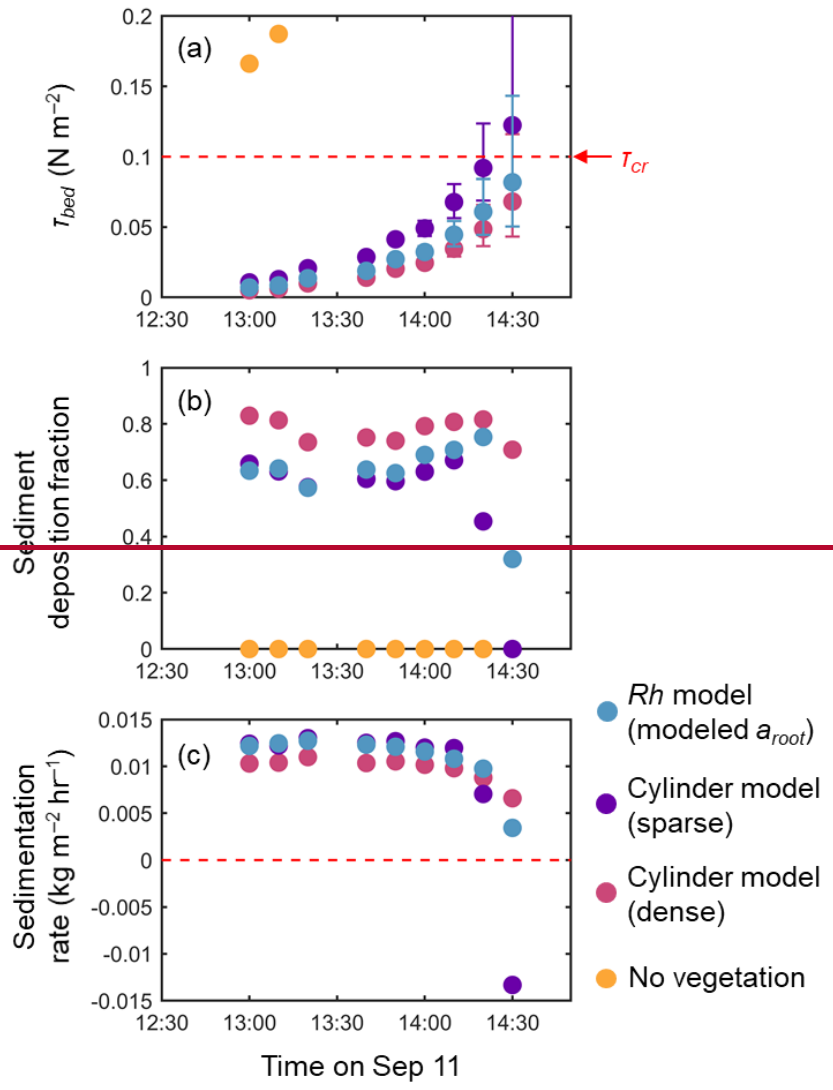 (a)
0.2
0.15
0.1
0.05
0
τbed (N m−2)
τcr
12:30 13:00 13:30 14:00 14:30
(b)
1
0.8
0.6
0.4
0.2
0
Sediment
deposition fraction
12:30 13:00 13:30 14:00 14:30
(c)
0.015
0.01
0.005
0
-0.005
-0.01
-0.015
Sedimentation
rate (kg m−2 hr−1)
12:30 13:00 13:30 14:00 14:30
Time on Sep 11
Rh model
(modeled aroot)
Cylinder model
(sparse)
Cylinder model
(dense)
No vegetation